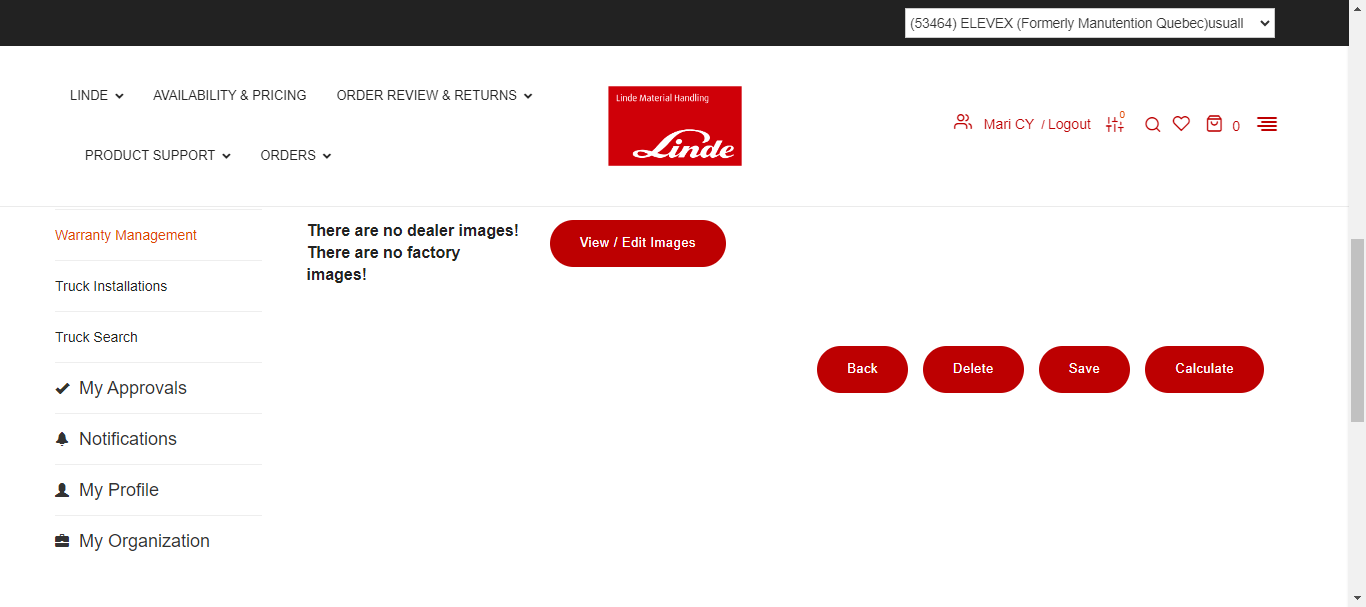 (53464) ELEVEX (Formerly Manutention Quebec)usuall
LINDE
AVAILABILITY & PRICING
ORDER REVIEW & RETURNS
PRODUCT SUPPORT
ORDERS
Linde Material Handling
Linde
Mari CY / Logout
0
0
Warranty Management
Truck Installations
Truck Search
My Approvals
Notifications
My Profile
My Organization
There are no dealer images!
There are no factory
images!
View / Edit Images
Back
Delete
Save
Calculate